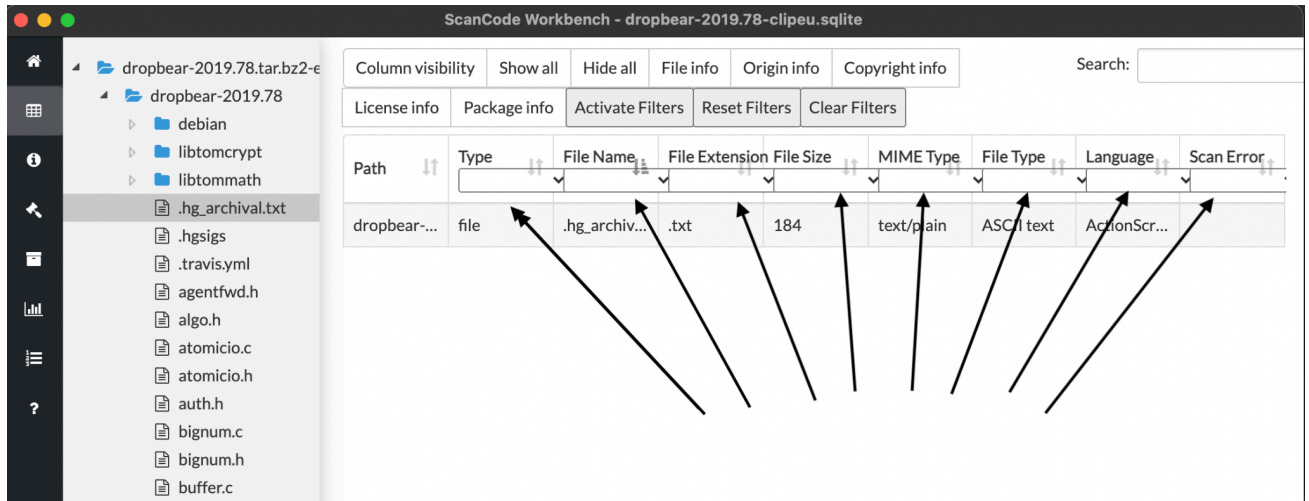 ScanCode Workbench - dropbear-2019.78-clipeu.sqlite
dropbear-2019.78.tar.bz2-e
dropbear-2019.78
debian
libtomcrypt
libtommath
.hg_archival.txt
.hgsigs
.travis.yml
agentfwd.h
algo.h
atomicio.c
atomicio.h
auth.h
bignum.c
bignum.h
buffer.c
Column visibility Show all Hide all File info Origin info Copyright info
Search:
License info Package info Activate Filters Reset Filters Clear Filters
Path Type File Name File Extension File Size MIME Type File Type Language Scan Error
dropbear-... file .hg_archiv... .txt 184 text/plain ASCII text ActionScr...